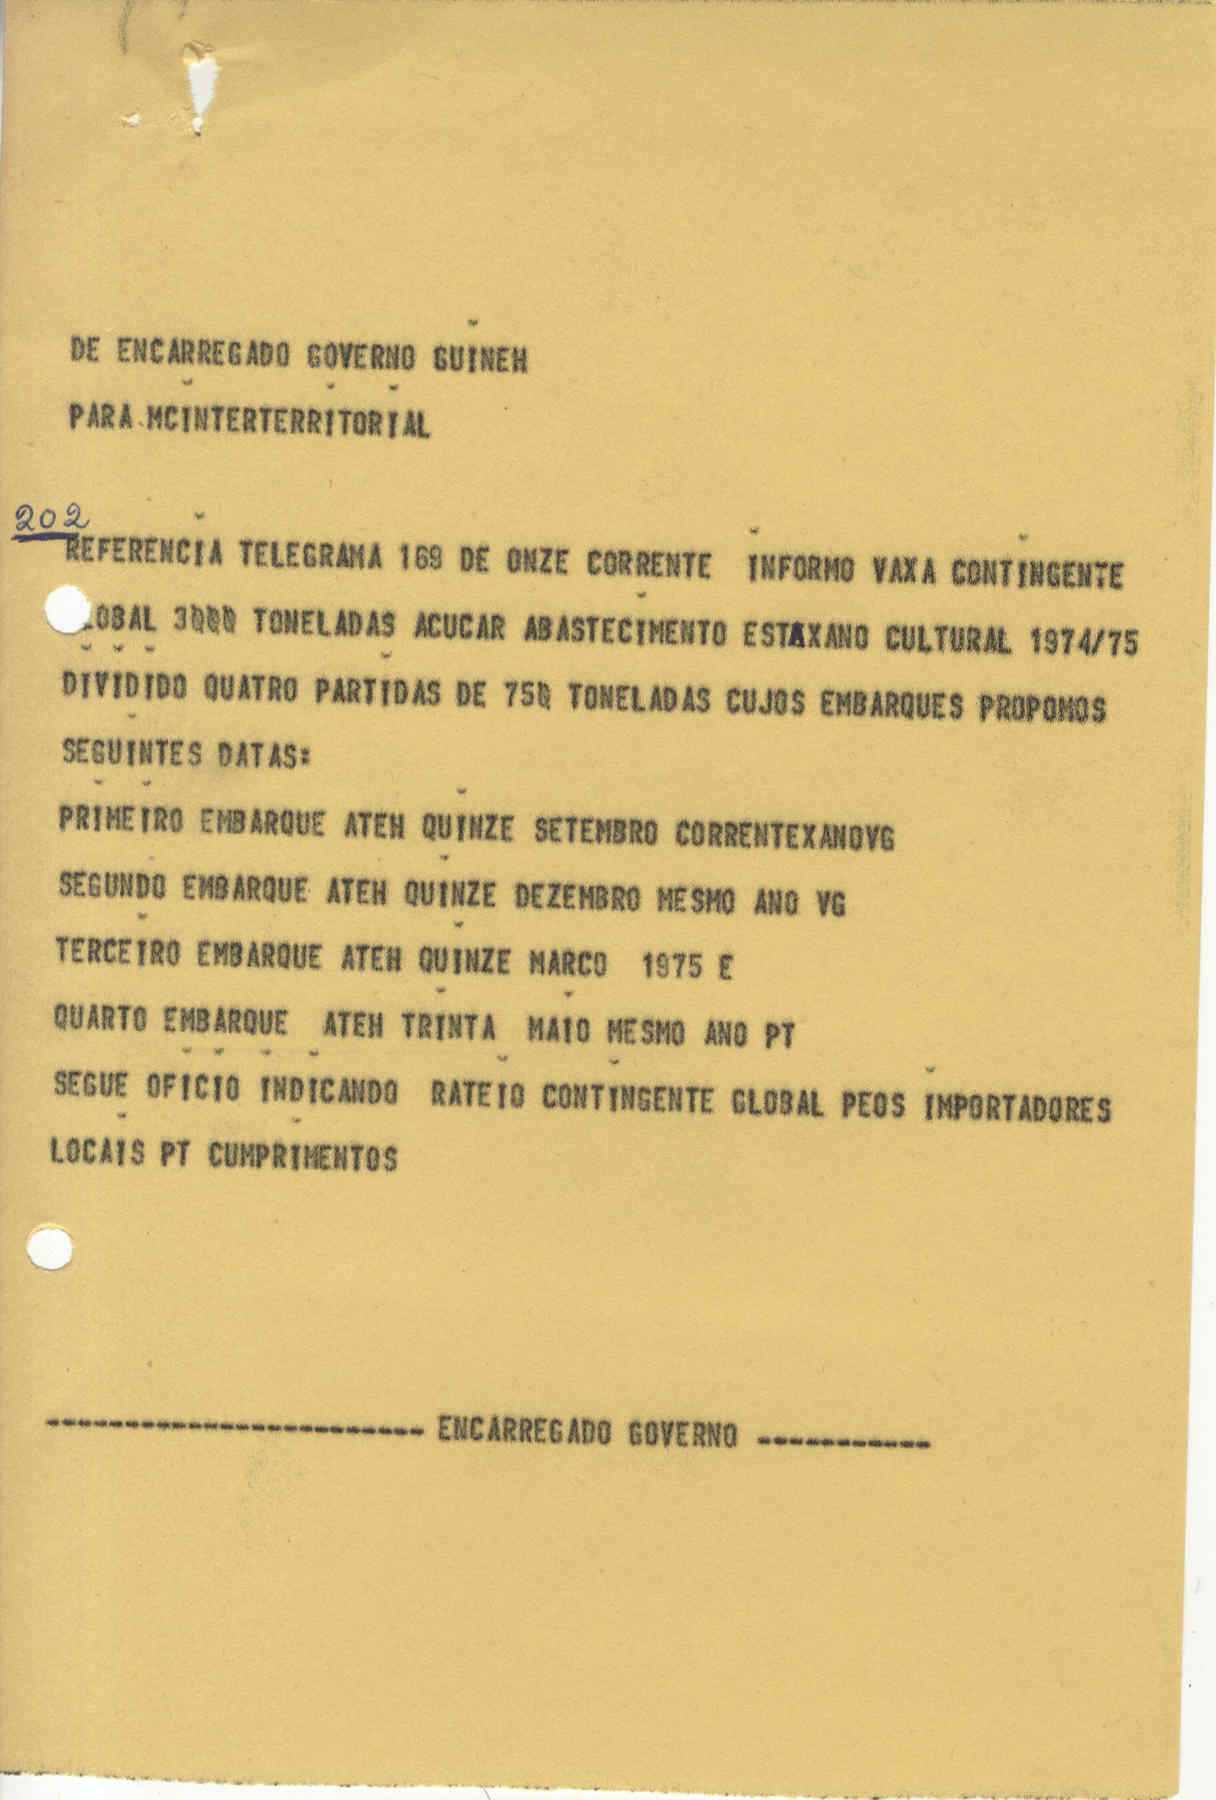 DE ENCARREGADO GOVERNO GUINEH
PARA MCINTERTERRITORIAL
202
REFERENCIA TELEGRAMA 169 DE ONZE CORRENTE INFORMO VAXA CONTINGENTE
LOBAL 3000 TONELADAS ACUCAR ABASTECIMENTO ESTAXANO CULTURAL 1974/75
DIVIDIDO QUATRO PARTIDAS DE 750 TONELADAS CUJOS EMBARQUES PROPOMOS
SEGUINTES DATAS:
PRIMEIRO EMBARQUE ATEH QUINZE SETEMBRO CORRENTEXANOVG
SEGUNDO EMBARQUE ATEH QUINZE DEZEMBRO MESMO ANO VG
TERCEIRO EMBARQUE ATEH QUINZE MARCO 1975 E
QUARTO EMBARQUE ATEH TRINTA MAIO MESMO ANO PT
SEGUE OFICIO INDICANDO RATEIO CONTINGENTE GLOBAL PEOS IMPORTADORES
LOCAIS PT CUMPRIMENTOS
------------------------ ENCARREGADO GOVERNO -----------